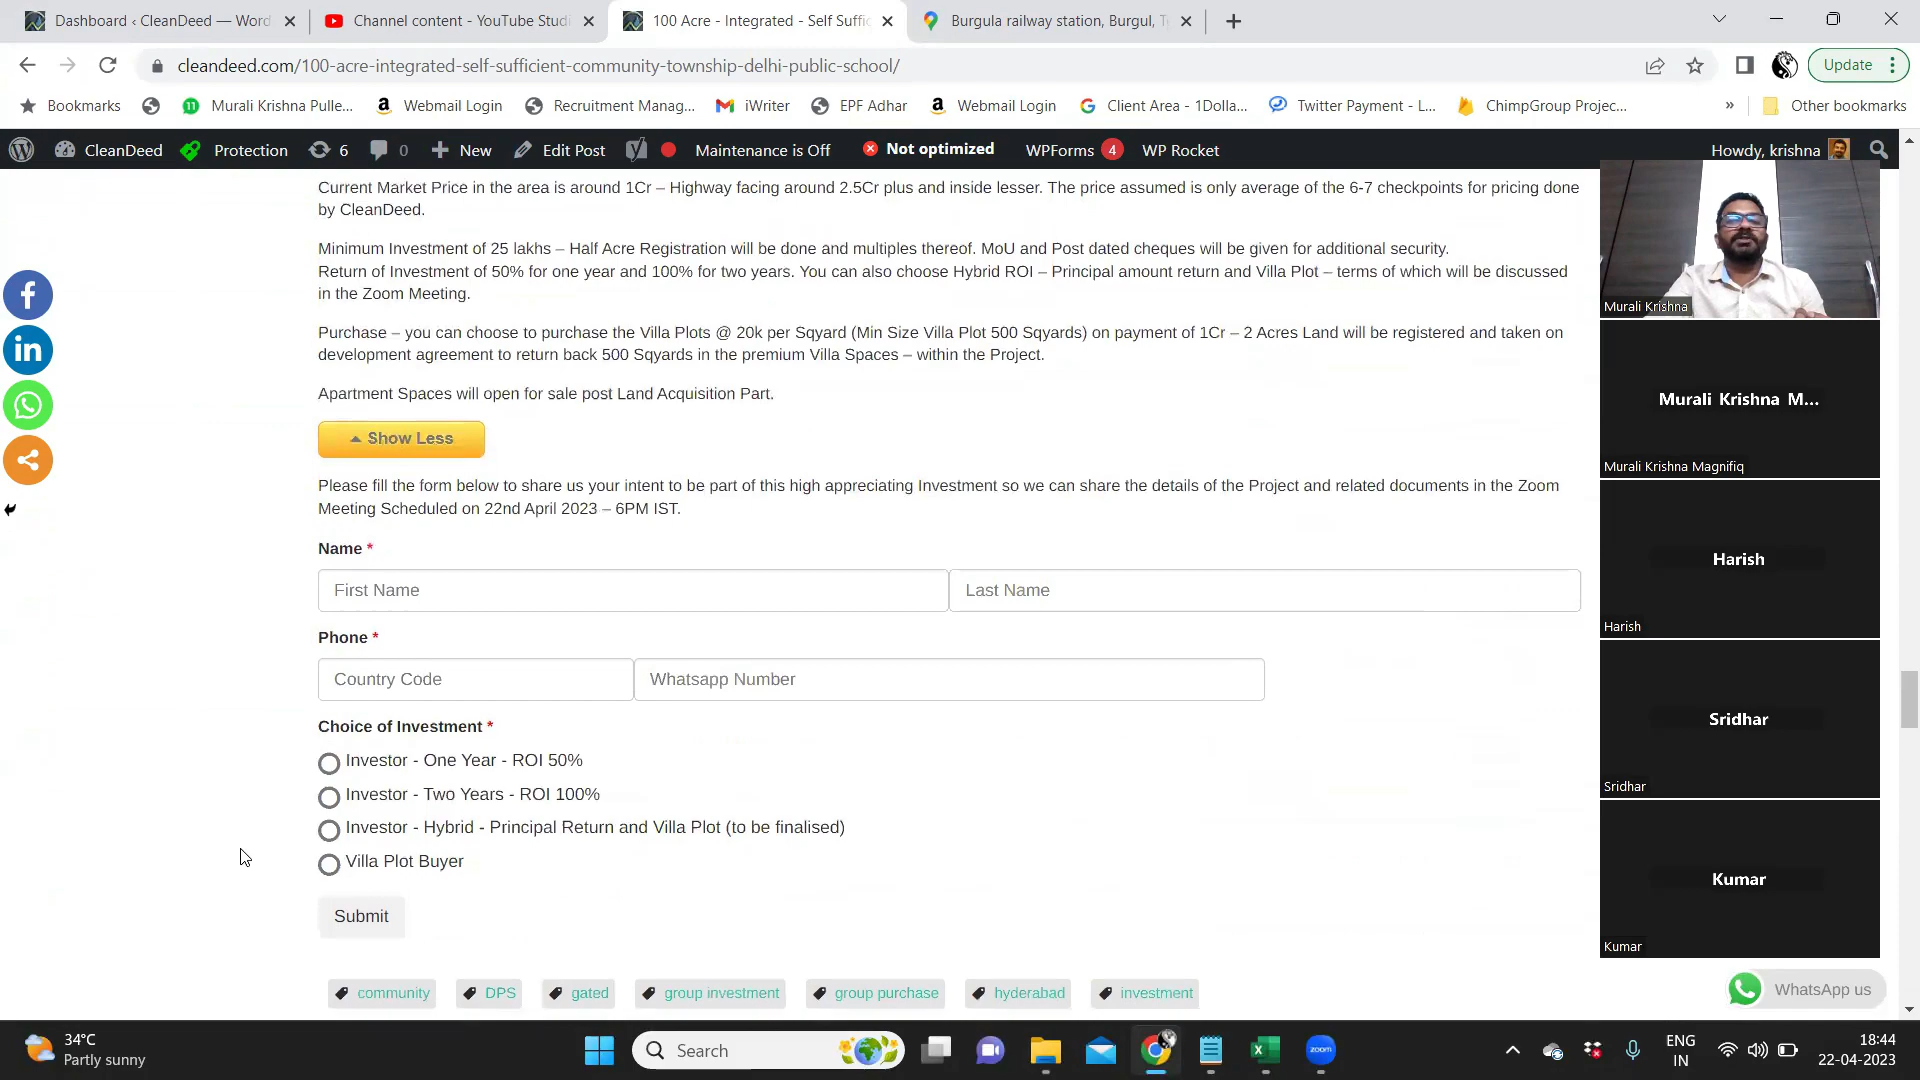 Dashboard ‹ CleanDeed — Word
Channel content - YouTube Studi
100 Acre - Integrated - Self Suffic
Burgula railway station, Burgul, T
cleandeed.com/100-acre-integrated-self-sufficient-community-township-delhi-public-school/
Update
Bookmarks
Murali Krishna Pulle...
Webmail Login
Recruitment Manag...
iWriter
EPF Adhar
Webmail Login
Client Area - 1Dolla...
Twitter Payment - L...
ChimpGroup Projec...
»
Other bookmarks
CleanDeed
Protection
6
0
New
Edit Post
Maintenance is Off
Not optimized
WPForms 4
WP Rocket
Howdy, krishna
Current Market Price in the area is around 1Cr – Highway facing around 2.5Cr plus and inside lesser. The price assumed is only average of the 6-7 checkpoints for pricing done
by CleanDeed.
Minimum Investment of 25 lakhs – Half Acre Registration will be done and multiples thereof. MoU and Post dated cheques will be given for additional security.
Return of Investment of 50% for one year and 100% for two years. You can also choose Hybrid ROI – Principal amount return and Villa Plot – terms of which will be discussed
in the Zoom Meeting.
Purchase – you can choose to purchase the Villa Plots @ 20k per Sqyard (Min Size Villa Plot 500 Sqyards) on payment of 1Cr – 2 Acres Land will be registered and taken on
development agreement to return back 500 Sqyards in the premium Villa Spaces – within the Project.
Apartment Spaces will open for sale post Land Acquisition Part.
Show Less
Please fill the form below to share us your intent to be part of this high appreciating Investment so we can share the details of the Project and related documents in the Zoom
Meeting Scheduled on 22nd April 2023 – 6PM IST.
Name *
First Name
Last Name
Phone *
Country Code
Whatsapp Number
Choice of Investment *
Investor - One Year - ROI 50%
Investor - Two Years - ROI 100%
Investor - Hybrid - Principal Return and Villa Plot (to be finalised)
Villa Plot Buyer
Submit
community
DPS
gated
group investment
group purchase
hyderabad
investment
Murali Krishna
Murali Krishna M...
Murali Krishna Magnifiq
Harish
Harish
Sridhar
Sridhar
Kumar
Kumar
WhatsApp us
34°C
Partly sunny
Search
zoom
ENG
IN
18:44
22-04-2023